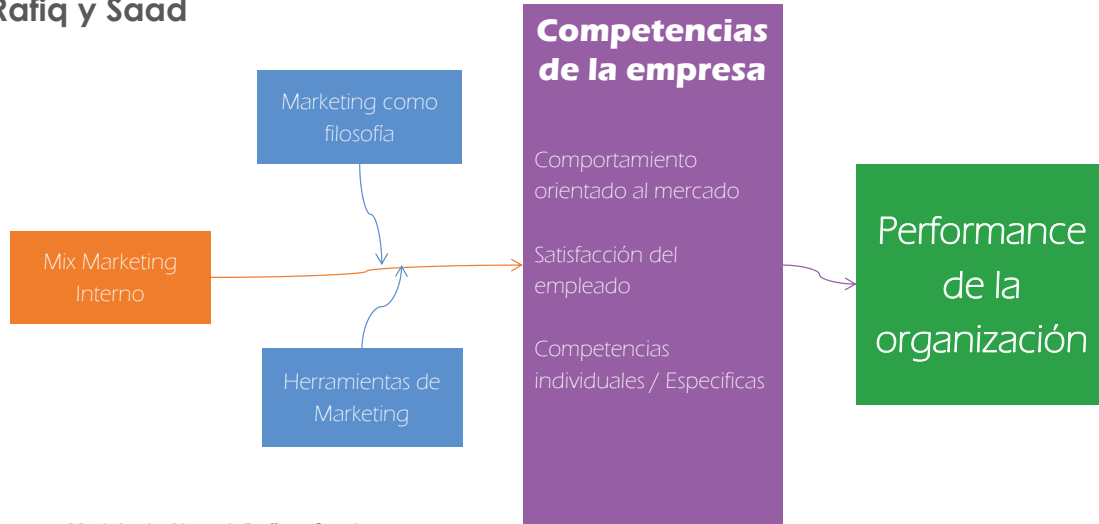 Rafiq y Saad
Competencias
de la empresa
Marketing como
filosofía
Comportamiento
orientado al mercado
Mix Marketing
Interno
Satisfacción del
empleado
Performance
de la
organización
Herramientas de
Marketing
Competencias
individuales / Especificas